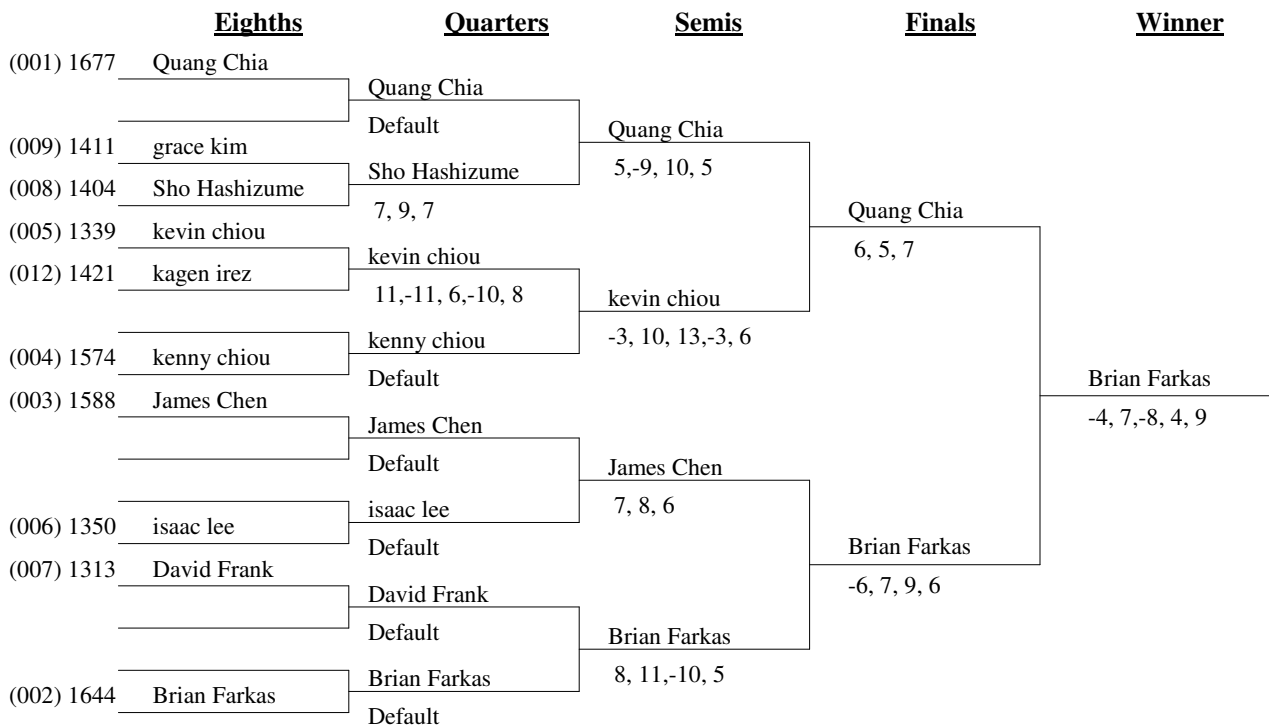 Eighths Quarters Semis Finals Winner
(001) 1677 Quang Chia
Quang Chia
Default
Quang Chia
5,-9, 10, 5
(009) 1411 grace kim
(008) 1404 Sho Hashizume
Sho Hashizume
7, 9, 7
Quang Chia
6, 5, 7
(005) 1339 kevin chiou
(012) 1421 kagen irez
kevin chiou
11,-11, 6,-10, 8
kevin chiou
-3, 10, 13,-3, 6
kenny chiou
Default
(004) 1574 kenny chiou
Brian Farkas
-4, 7,-8, 4, 9
(003) 1588 James Chen
James Chen
Default
James Chen
7, 8, 6
isaac lee
Default
(006) 1350 isaac lee
Brian Farkas
-6, 7, 9, 6
(007) 1313 David Frank
David Frank
Default
Brian Farkas
8, 11,-10, 5
Brian Farkas
Default
(002) 1644 Brian Farkas